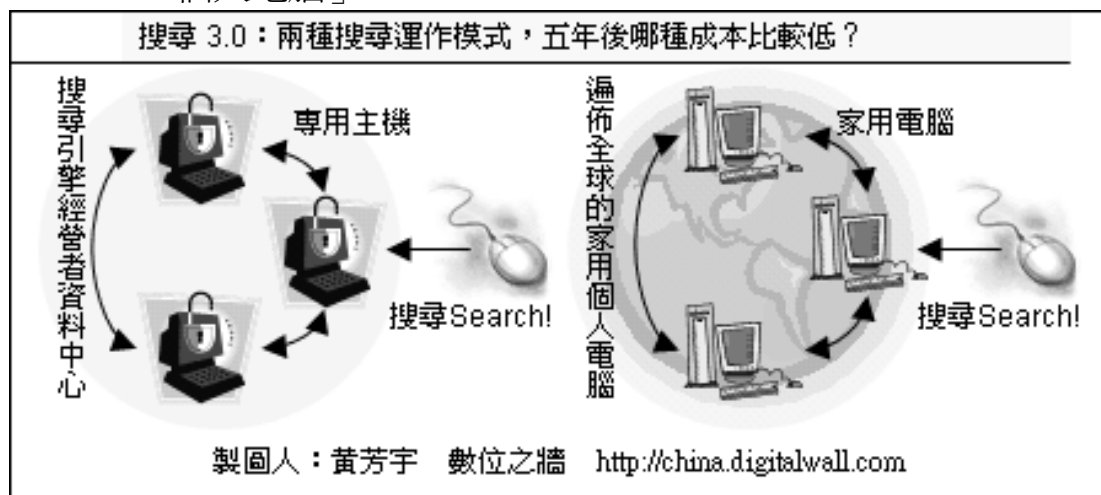 搜尋 3.0：兩種搜尋運作模式，五年後哪種成本比較低？
搜尋引擎經營者資料中心
專用主機
搜尋Search!
遍佈全球的家用個人電腦
家用電腦
搜尋Search!
製圖人：黃芳宇 數位之牆 http://china.digitalwall.com